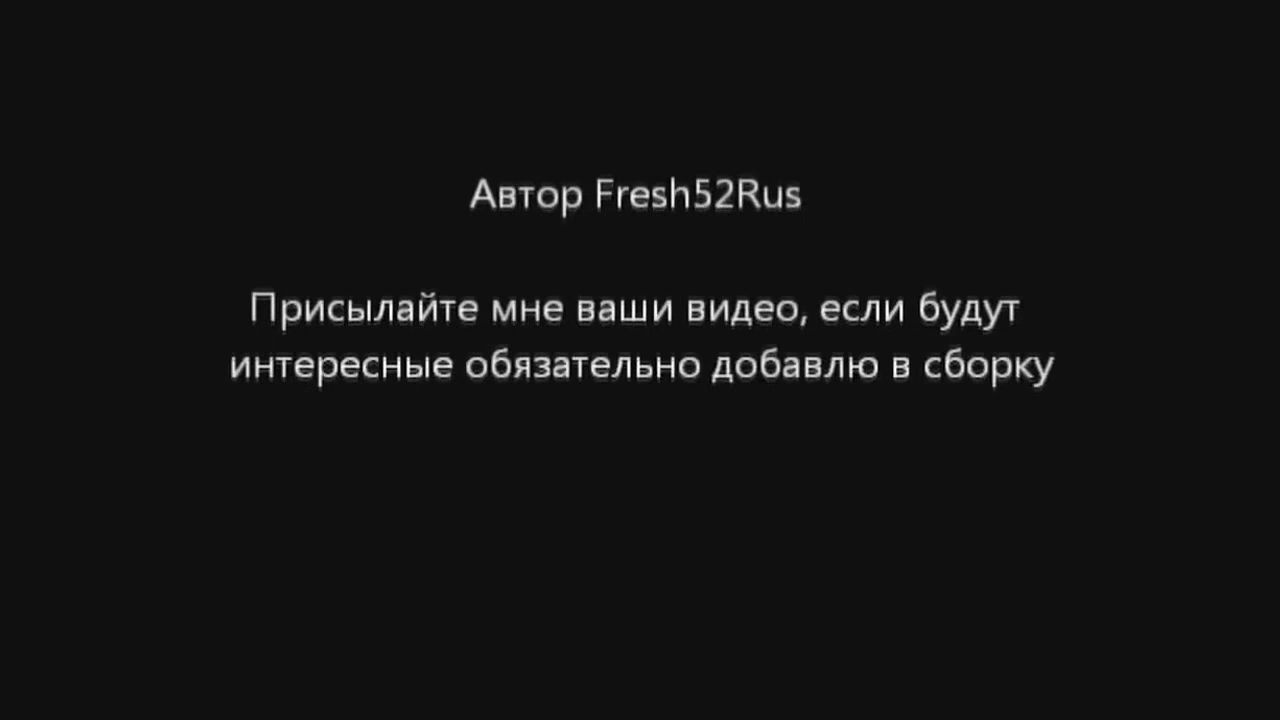 Автор Fresh52Rus
Присылайте мне ваши видео, если будут
интересные обязательно добавлю в сборку